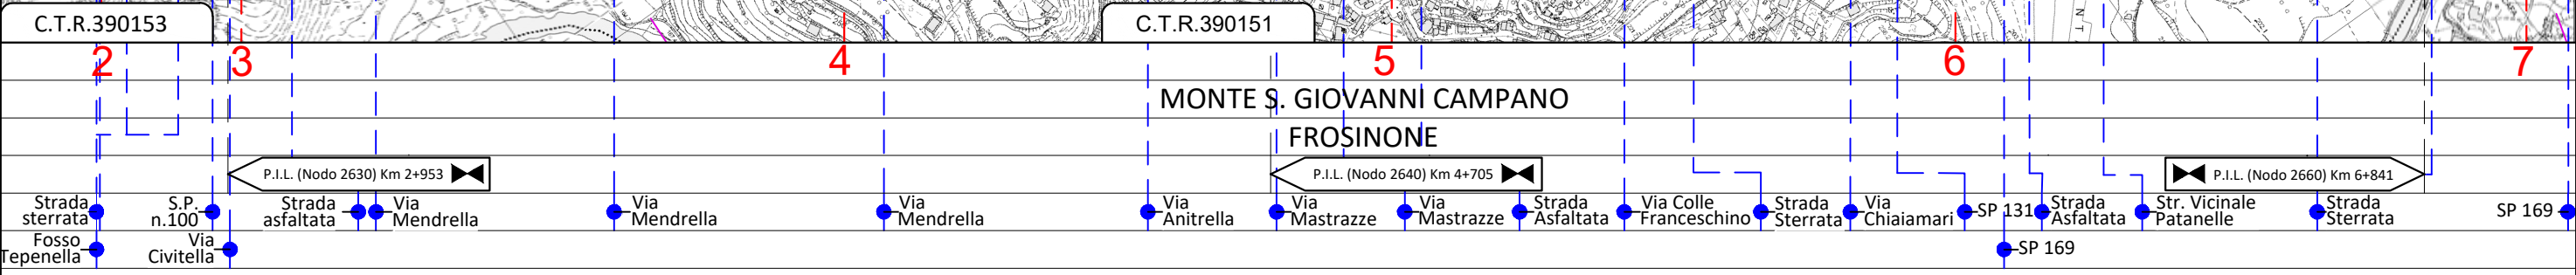 C.T.R.390153
C.T.R.390151
2
3
4
5
6
7
N T
MONTE S. GIOVANNI CAMPANO
FROSINONE
P.I.L. (Nodo 2630) Km 2+953
P.I.L. (Nodo 2640) Km 4+705
P.I.L. (Nodo 2660) Km 6+841
Strada
sterrata
S.P.
n.100
Strada
asfaltata
Via
Mendrella
Via
Mendrella
Via
Mendrella
Via
Anitrella
Via
Mastrazze
Via
Mastrazze
Strada
Asfaltata
Via Colle
Franceschino
Strada
Sterrata
Via
Chiaiamari
SP 131
Strada
Asfaltata
Str. Vicinale
Patanelle
Strada
Sterrata
SP 169
Fosso
Tepenella
Via
Civitella
SP 169